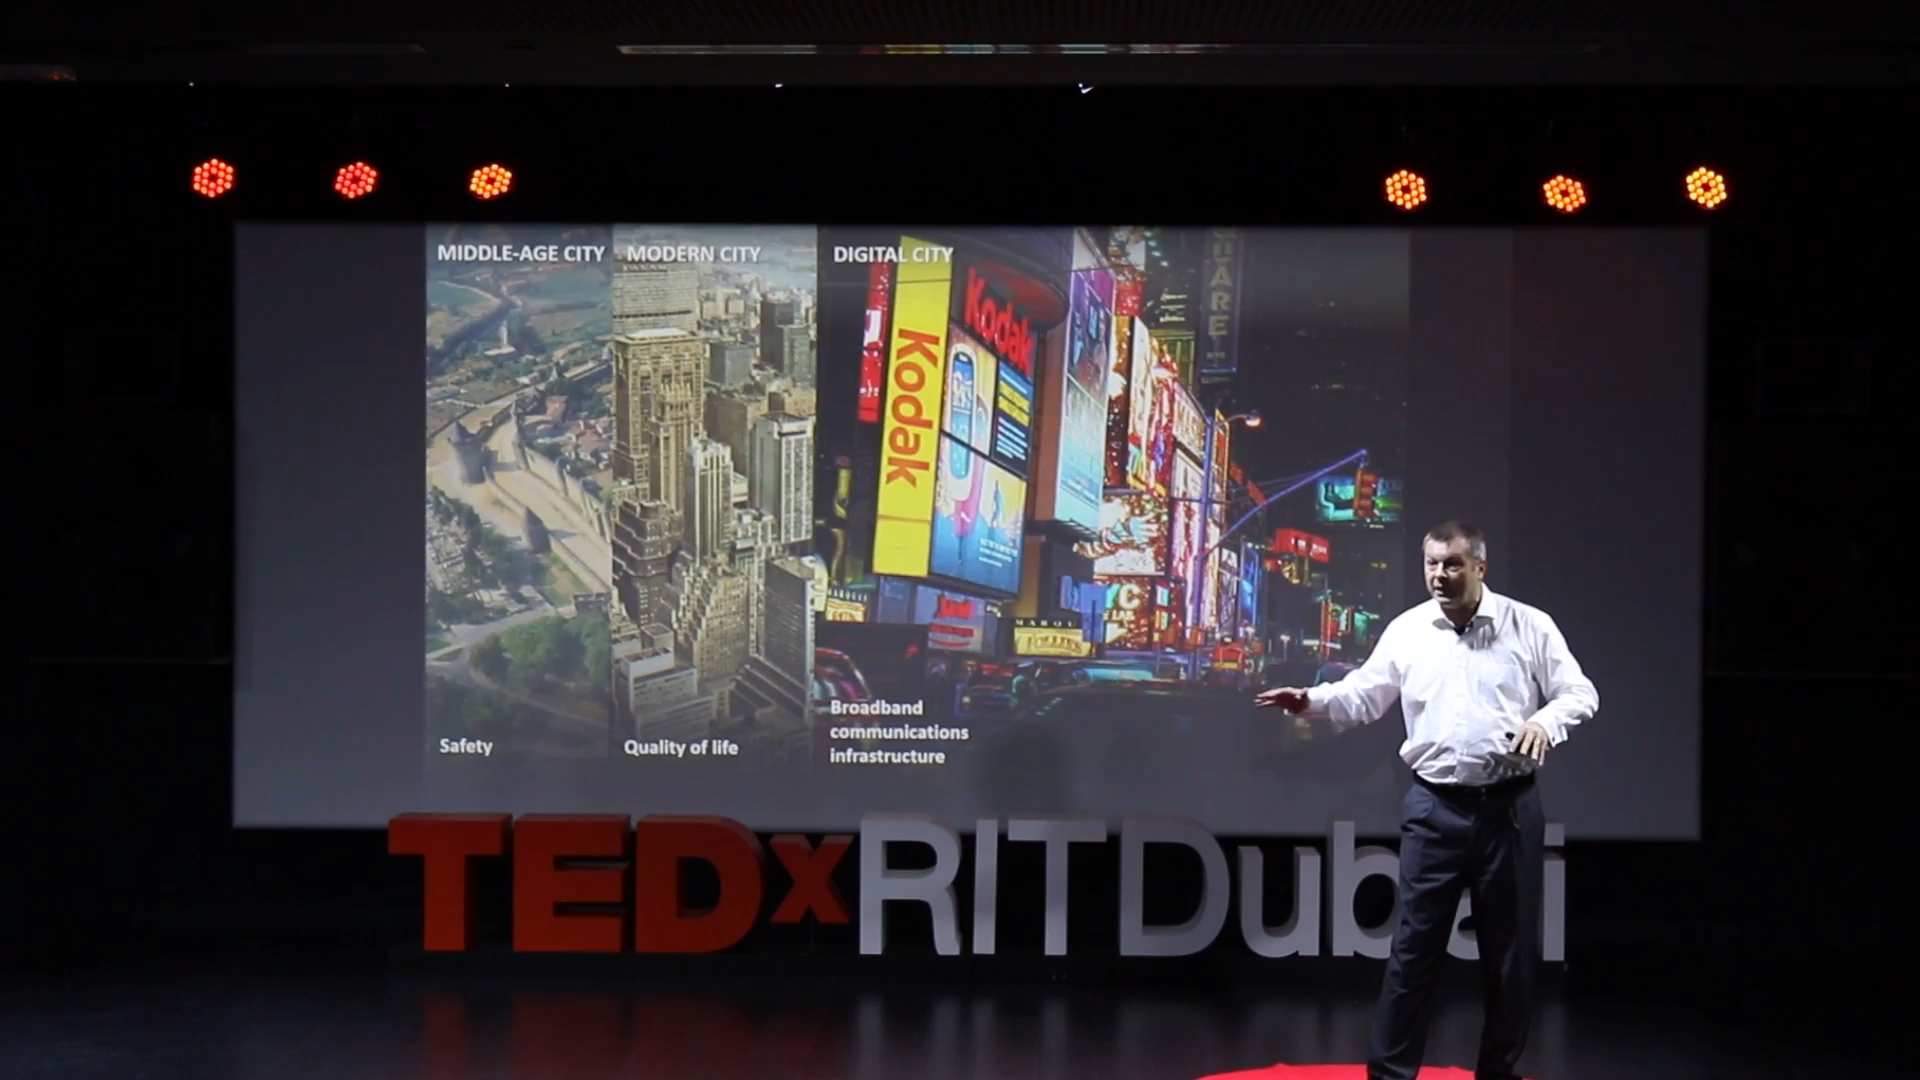 MIDDLE-AGE CITY
MODERN CITY
DIGITAL CITY
Kodak
Kodak
Safety
Quality of life
Broadband
communications
infrastructure
TEDxRITDubai